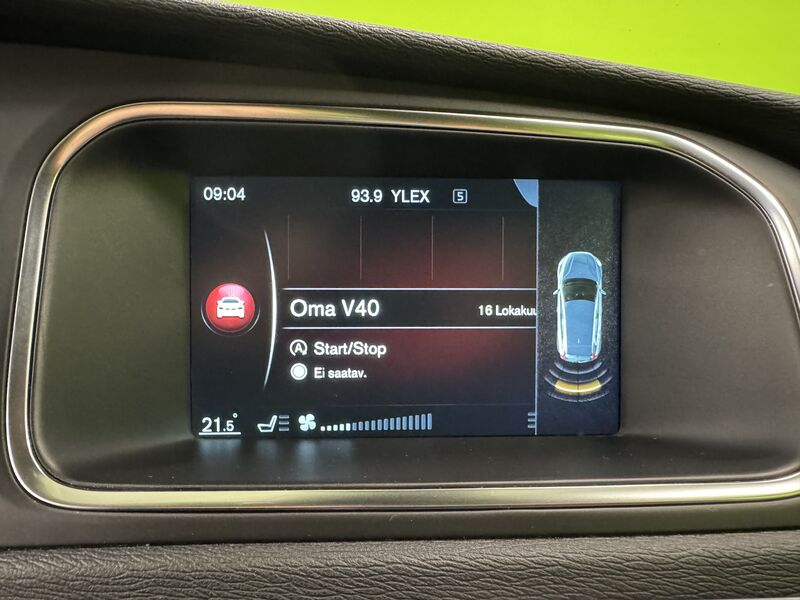 09:04 93.9 YLEX 5
Oma V40 16 Lokakuu
A Start/Stop
Ei saatav.
21.5°